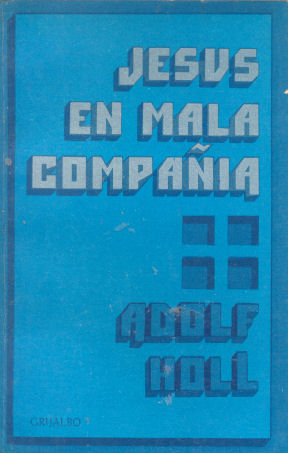 JESUS
EN MALA
COMPAÑIA
ADOLF
HOLL
GRIJALBO